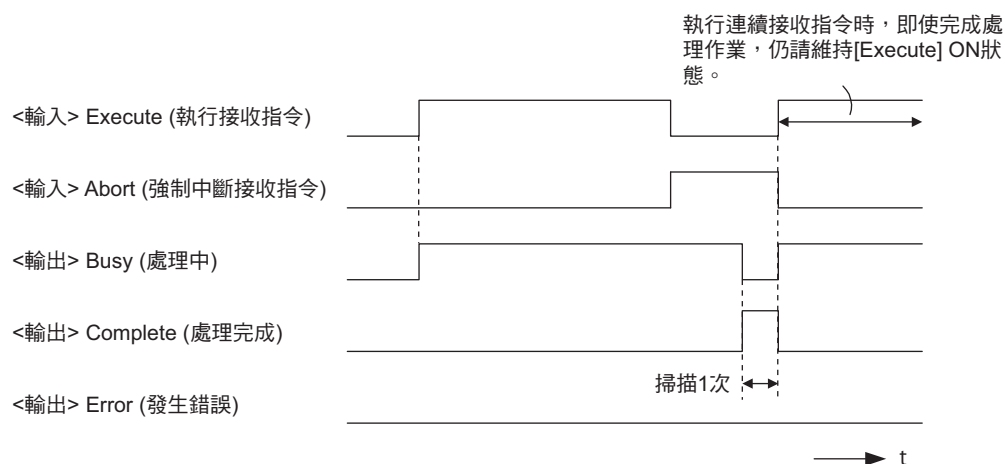 執行連續接收指令時，即使完成處
理作業，仍請維持[Execute] ON狀
態。
<輸入> Execute (執行接收指令)
<輸入> Abort (強制中斷接收指令)
<輸出> Busy (處理中)
<輸出> Complete (處理完成)
掃描1次
<輸出> Error (發生錯誤)
t